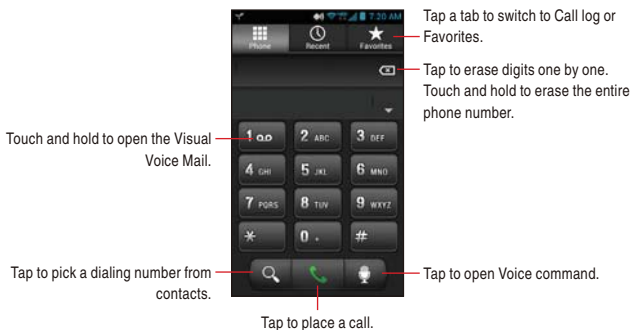 7:20 AM
Phone Recent Favorites
Tap a tab to switch to Call log or
Favorites.
Tap to erase digits one by one.
Touch and hold to erase the entire
phone number.
Touch and hold to open the Visual
Voice Mail.
1 2 ABC 3 DEF
4 GHI 5 JKL 6 MNO
7 PQRS 8 TUV 9 WXYZ
* 0 #
Tap to pick a dialing number from
contacts.
Tap to open Voice command.
Tap to place a call.